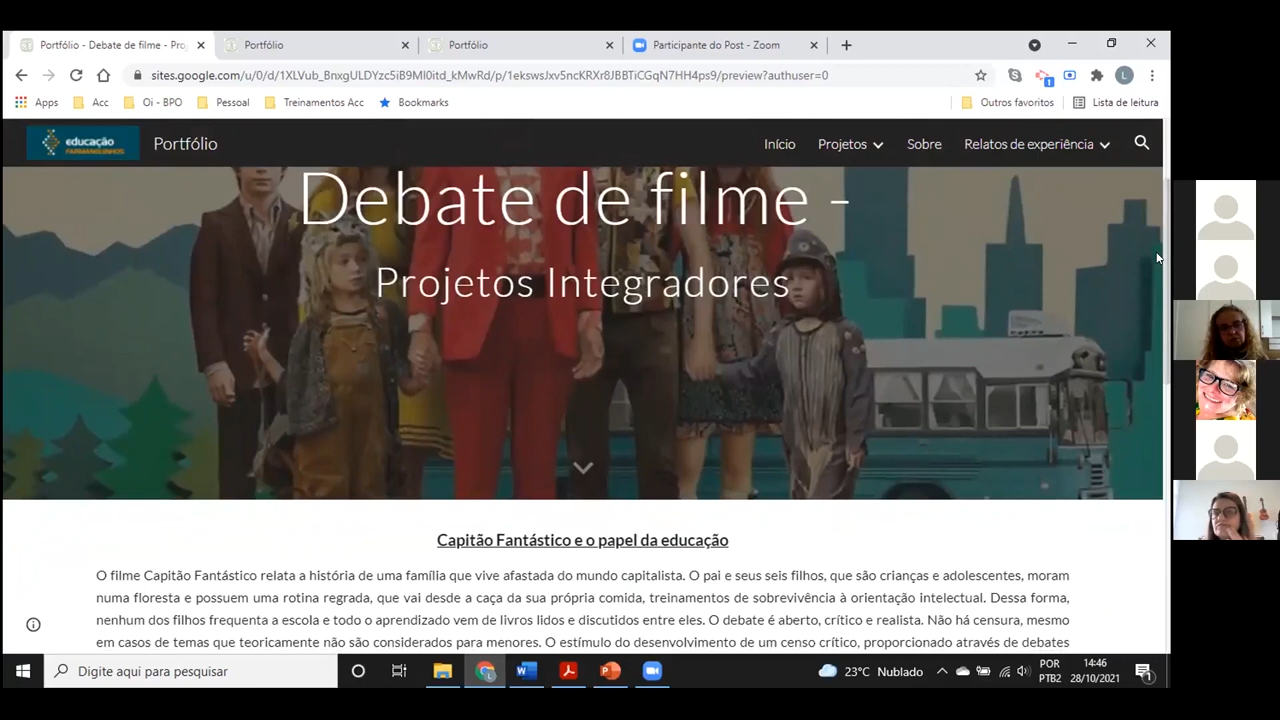 Portfólio - Debate de filme - Pro
Portfólio
Portfólio
Participante do Post - Zoom
sites.google.com/u/0/d/1XLVub_BnxgULDYzc5iB9MI0itd_kMwRd/p/1ekswsJxv5ncKRXr8JBBTiCGqN7HH4ps9/preview?authuser=0
L
1
Apps
Acc
Oi - BPO
Pessoal
Treinamentos Acc
Bookmarks
Outros favoritos
Lista de leitura
educação
FARMANGUINHOS
Portfólio
Início
Projetos
Sobre
Relatos de experiência
Debate de filme -
Projetos Integradores
Capitão Fantástico e o papel da educação
O filme Capitão Fantástico relata a história de uma família que vive afastada do mundo capitalista. O pai e seus seis filhos, que são crianças e adolescentes, moram
numa floresta e possuem uma rotina regrada, que vai desde a caça da sua própria comida, treinamentos de sobrevivência à orientação intelectual. Dessa forma,
nenhum dos filhos frequenta a escola e todo o aprendizado vem de livros lidos e discutidos entre eles. O debate é aberto, crítico e realista. Não há censura, mesmo
em casos de temas que teoricamente não são considerados para menores. O estímulo do desenvolvimento de um censo crítico, proporcionado através de debates
Digite aqui para pesquisar
23°C Nublado
POR
PTB2
14:46
28/10/2021
1